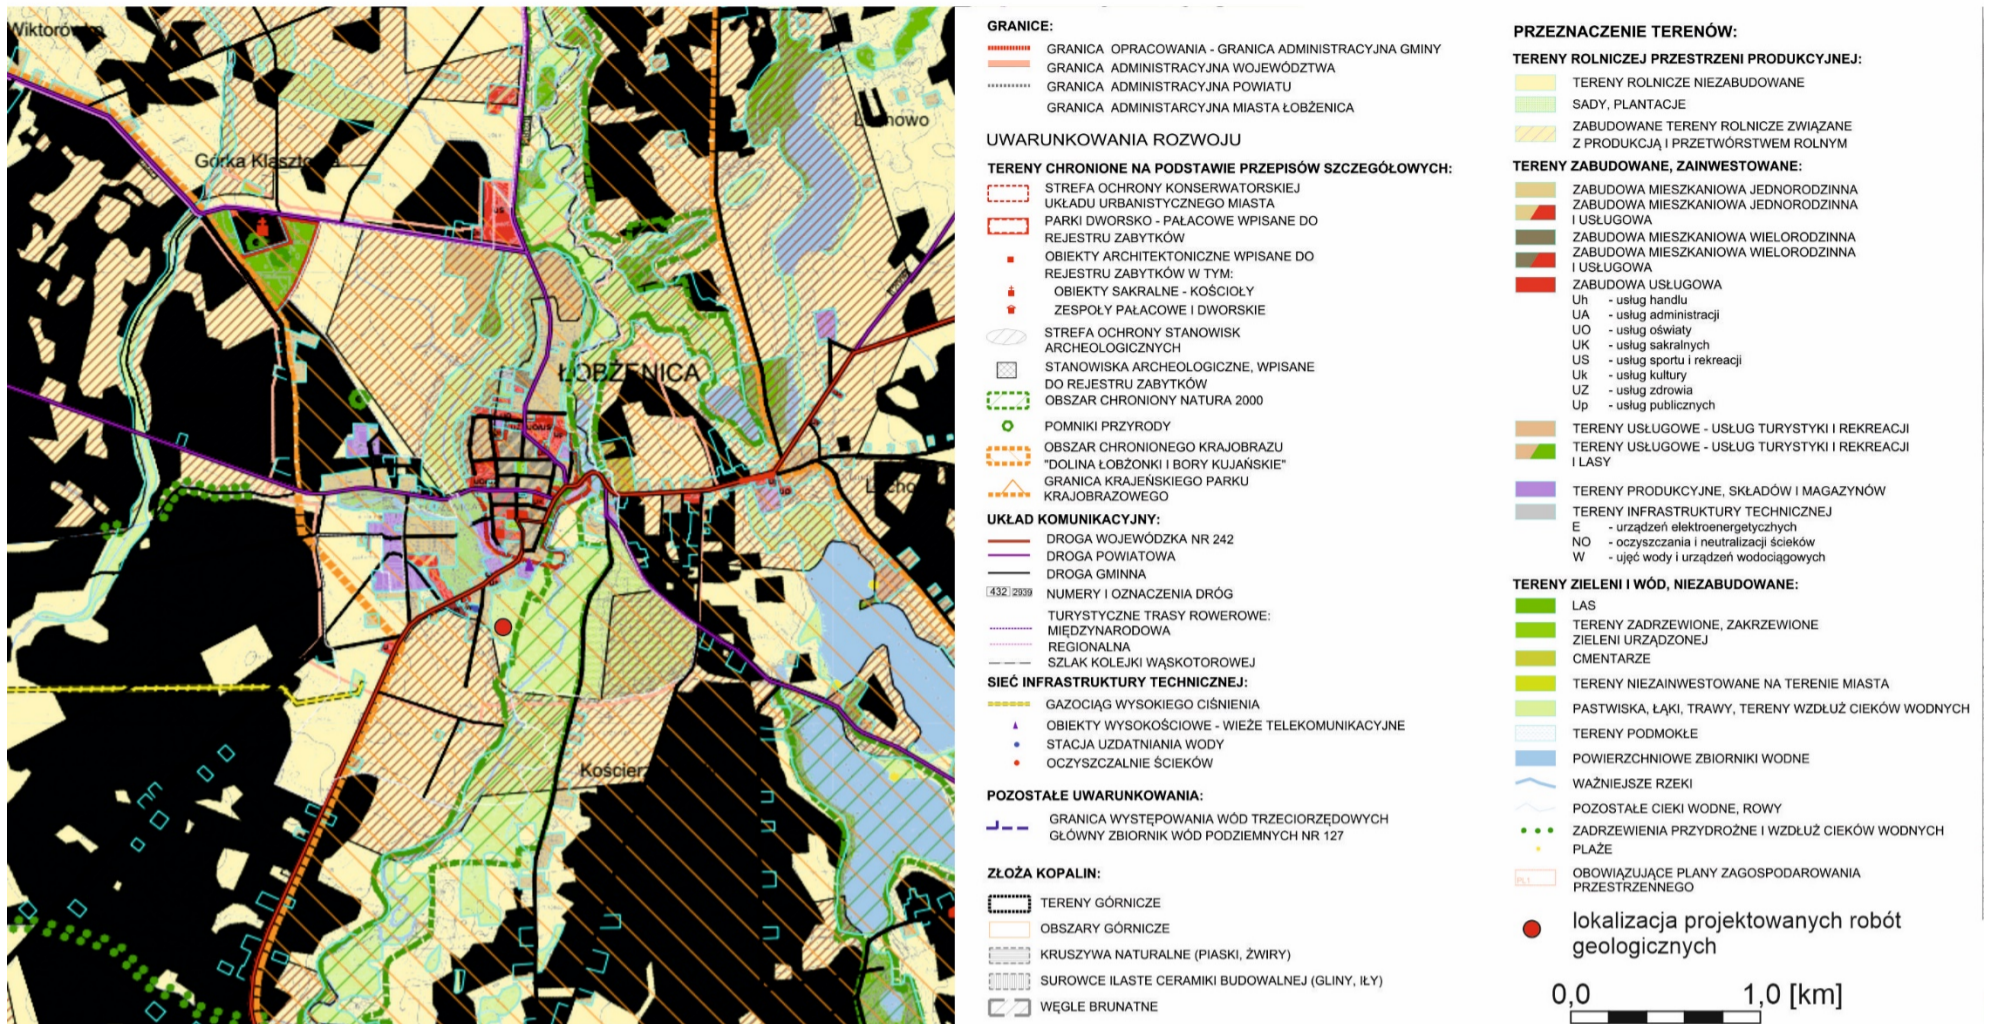 Wiktorówko
Górka Klasztorna
ŁOBŻENICA
US
GRANICE:
GRANICA OPRACOWANIA - GRANICA ADMINISTRACYJNA GMINY
GRANICA ADMINISTRACYJNA WOJEWÓDZTWA
GRANICA ADMINISTRACYJNA POWIATU
GRANICA ADMINISTARCYJNA MIASTA ŁOBŻENICA
UWARUNKOWANIA ROZWOJU
TERENY CHRONIONE NA PODSTAWIE PRZEPISÓW SZCZEGÓŁOWYCH:
STREFA OCHRONY KONSERWATORSKIEJ
UKŁADU URBANISTYCZNEGO MIASTA
PARKI DWORSKO - PAŁACOWE WPISANE DO
REJESTRU ZABYTKÓW
OBIEKTY ARCHITEKTONICZNE WPISANE DO
REJESTRU ZABYTKÓW W TYM:
OBIEKTY SAKRALNE - KOŚCIOŁY
ZESPOŁY PAŁACOWE I DWORSKIE
STREFA OCHRONY STANOWISK
ARCHEOLOGICZNYCH
STANOWISKA ARCHEOLOGICZNE, WPISANE
DO REJESTRU ZABYTKÓW
OBSZAR CHRONIONY NATURA 2000
POMNIKI PRZYRODY
OBSZAR CHRONIONEGO KRAJOBRAZU
"DOLINA ŁOBŻONKI I BORY KUJAŃSKIE"
GRANICA KRAJEŃSKIEGO PARKU
KRAJOBRAZOWEGO
UKŁAD KOMUNIKACYJNY:
DROGA WOJEWÓDZKA NR 242
DROGA POWIATOWA
DROGA GMINNA
432 2939 NUMERY I OZNACZENIA DRÓG
TURYSTYCZNE TRASY ROWEROWE:
MIĘDZYNARODOWA
REGIONALNA
SZLAK KOLEJKI WĄSKOTOROWEJ
SIEĆ INFRASTRUKTURY TECHNICZNEJ:
GAZOCIĄG WYSOKIEGO CIŚNIENIA
OBIEKTY WYSOKOŚCIOWE - WIEŻE TELEKOMUNIKACYJNE
STACJA UZDATNIANIA WODY
OCZYSZCZALNIE ŚCIEKÓW
POZOSTAŁE UWARUNKOWANIA:
GRANICA WYSTĘPOWANIA WÓD TRZECIORZĘDOWYCH
GŁÓWNY ZBIORNIK WÓD PODZIEMNYCH NR 127
ZŁOŻA KOPALIN:
TERENY GÓRNICZE
OBSZARY GÓRNICZE
KRUSZYWA NATURALNE (PIASKI, ŻWIRY)
SUROWCE ILASTE CERAMIKI BUDOWALNEJ (GLINY, IŁY)
WĘGLE BRUNATNE
PRZEZNACZENIE TERENÓW:
TERENY ROLNICZEJ PRZESTRZENI PRODUKCYJNEJ:
TERENY ROLNICZE NIEZABUDOWANE
SADY, PLANTACJE
ZABUDOWANE TERENY ROLNICZE ZWIĄZANE
Z PRODUKCJĄ I PRZETWÓRSTWEM ROLNYM
TERENY ZABUDOWANE, ZAINWESTOWANE:
ZABUDOWA MIESZKANIOWA JEDNORODZINNA
ZABUDOWA MIESZKANIOWA JEDNORODZINNA
I USŁUGOWA
ZABUDOWA MIESZKANIOWA WIELORODZINNA
ZABUDOWA MIESZKANIOWA WIELORODZINNA
I USŁUGOWA
ZABUDOWA USŁUGOWA
Uh - usług handlu
UA - usług administracji
UO - usług oświaty
UK - usług sakralnych
US - usług sportu i rekreacji
Uk - usług kultury
UZ - usług zdrowia
Up - usług publicznych
TERENY USŁUGOWE - USŁUG TURYSTYKI I REKREACJI
TERENY USŁUGOWE - USŁUG TURYSTYKI I REKREACJI
I LASY
TERENY PRODUKCYJNE, SKŁADÓW I MAGAZYNÓW
TERENY INFRASTRUKTURY TECHNICZNEJ
E - urządzeń elektroenergetyczhych
NO - oczyszczania i neutralizacji ścieków
W - ujęć wody i urządzeń wodociągowych
TERENY ZIELENI I WÓD, NIEZABUDOWANE:
LAS
TERENY ZADRZEWIONE, ZAKRZEWIONE
ZIELENI URZĄDZONEJ
CMENTARZE
TERENY NIEZAINWESTOWANE NA TERENIE MIASTA
PASTWISKA, ŁĄKI, TRAWY, TERENY WZDŁUŻ CIEKÓW WODNYCH
TERENY PODMOKŁE
POWIERZCHNIOWE ZBIORNIKI WODNE
WAŻNIEJSZE RZEKI
POZOSTAŁE CIEKI WODNE, ROWY
ZADRZEWIENIA PRZYDROŻNE I WZDŁUŻ CIEKÓW WODNYCH
PLAŻE
OBOWIĄZUJĄCE PLANY ZAGOSPODAROWANIA
PRZESTRZENNEGO
lokalizacja projektowanych robót
geologicznych
0,0 1,0 [km]